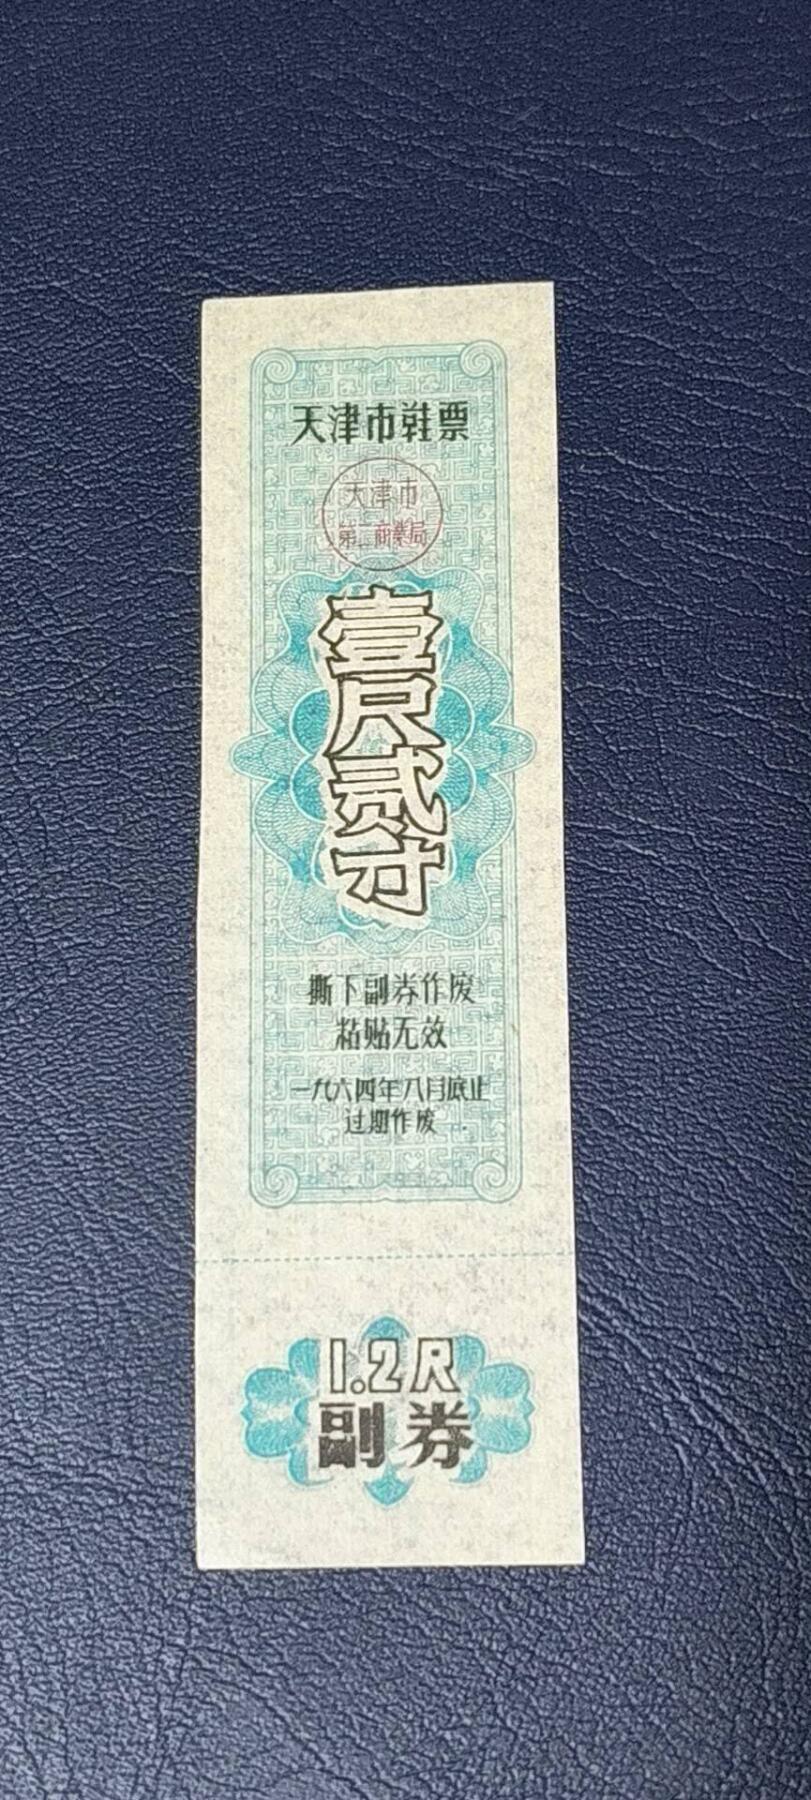 天津市鞋票
天津市
第二商業局
壹尺贰寸
撕下副券作废
粘贴无效
一九六四年八月底止
过期作废
1.2尺
副券